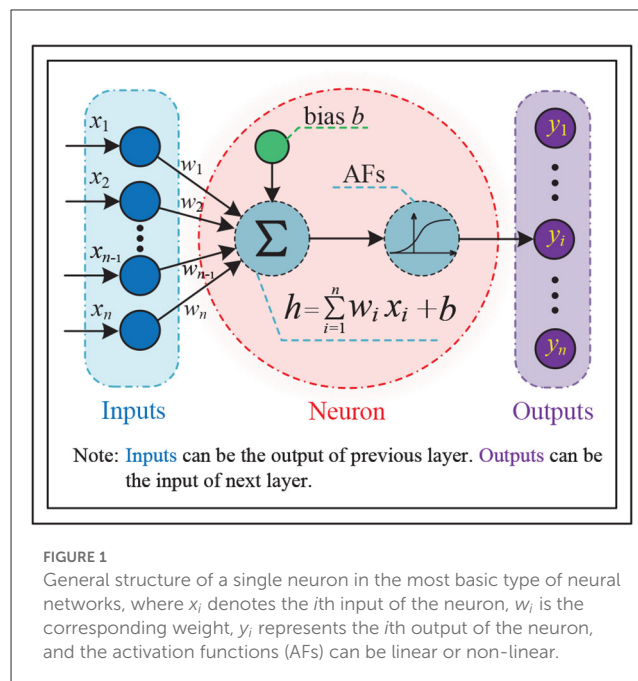 x₁
x₂
xₙ₋₁
xₙ
w₁
w₂
wₙ₋₁
wₙ
bias b
Σ
AFs
h=∑ⁿᵢ₌₁ wᵢ xᵢ +b
y₁
yᵢ
yₙ
Inputs
Neuron
Outputs
Note: Inputs can be the output of previous layer. Outputs can be
the input of next layer.
FIGURE 1
General structure of a single neuron in the most basic type of neural
networks, where xᵢ denotes the ith input of the neuron, wᵢ is the
corresponding weight, yᵢ represents the ith output of the neuron,
and the activation functions (AFs) can be linear or non-linear.